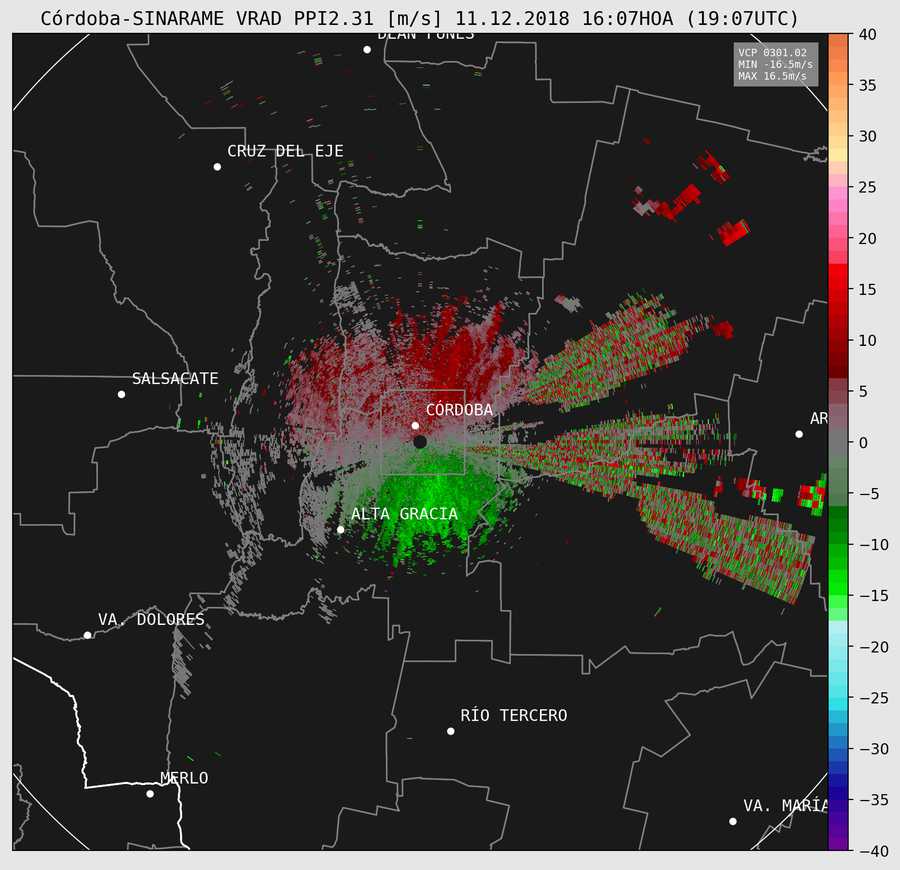 Córdoba-SINARAME VRAD PPI2.31 [m/s] 11.12.2018 16:07HOA (19:07UTC)
DEAN FUNES
VCP 0301.02
MIN -16.5m/s
MAX 16.5m/s
CRUZ DEL EJE
SALSACATE
CÓRDOBA
AR
ALTA GRACIA
VA. DOLORES
RÍO TERCERO
MERLO
VA. MARÍA
40
35
30
25
20
15
10
5
0
−5
−10
−15
−20
−25
−30
−35
−40